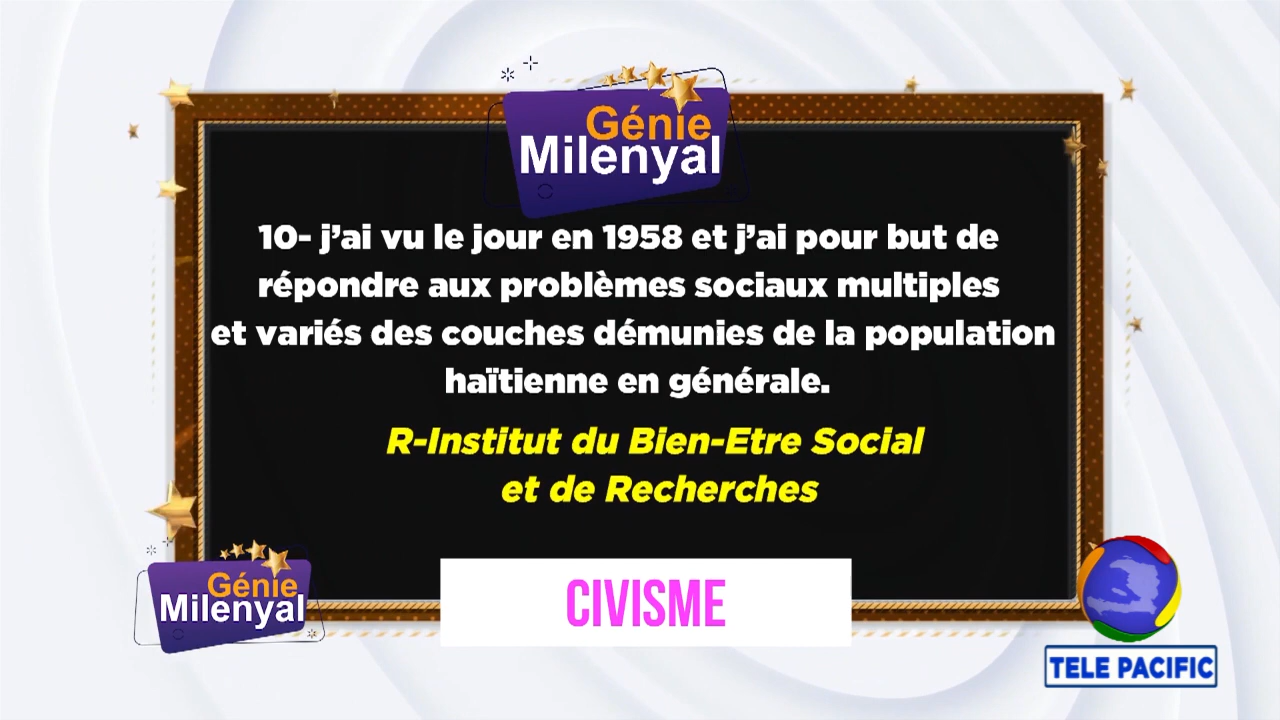 Génie
Milenyal
10- j’ai vu le jour en 1958 et j’ai pour but de
répondre aux problèmes sociaux multiples
et variés des couches démunies de la population
haïtienne en générale.
R-Institut du Bien-Etre Social
et de Recherches
Génie
Milenyal
CIVISME
TELE PACIFIC